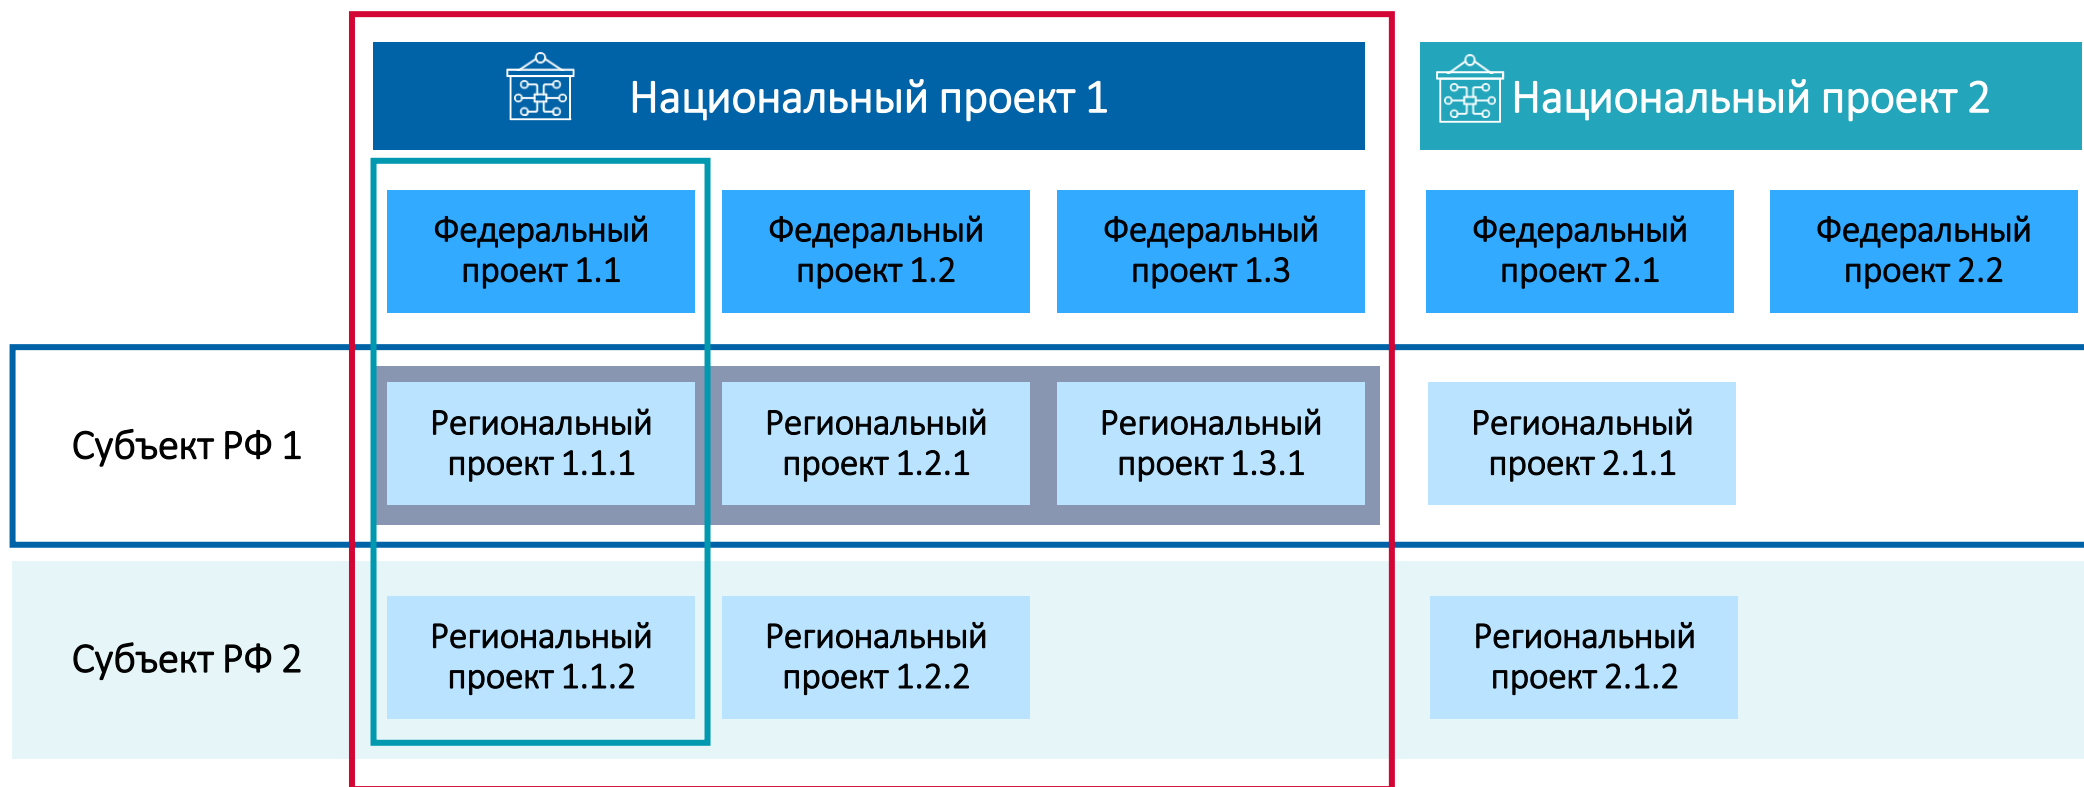 Национальный проект 1
Национальный проект 2
Федеральный
проект 1.1
Федеральный
проект 1.2
Федеральный
проект 1.3
Федеральный
проект 2.1
Федеральный
проект 2.2
Субъект РФ 1
Региональный
проект 1.1.1
Региональный
проект 1.2.1
Региональный
проект 1.3.1
Региональный
проект 2.1.1
Субъект РФ 2
Региональный
проект 1.1.2
Региональный
проект 1.2.2
Региональный
проект 2.1.2